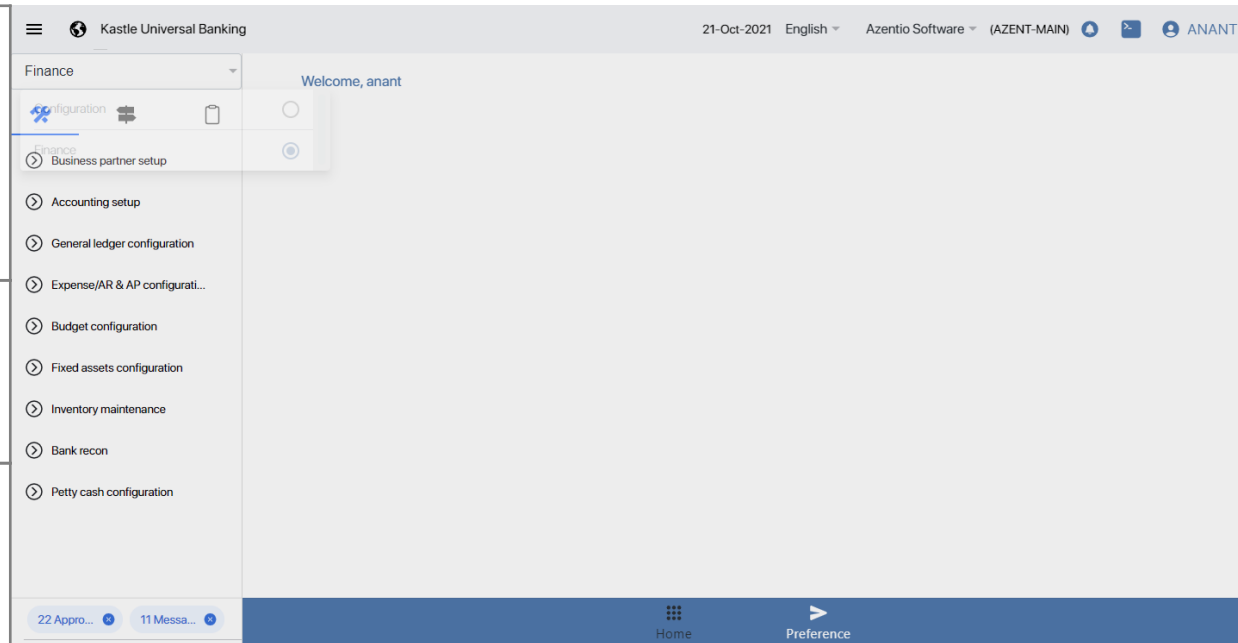 Kastle Universal Banking
21-Oct-2021 English Azentio Software (AZENT-MAIN) ANANT
Finance
Welcome, anant
Configuration
Finance
Business partner setup
Accounting setup
General ledger configuration
Expense/AR & AP configurati...
Budget configuration
Fixed assets configuration
Inventory maintenance
Bank recon
Petty cash configuration
22 Appro... 11 Messa...
Home Preference